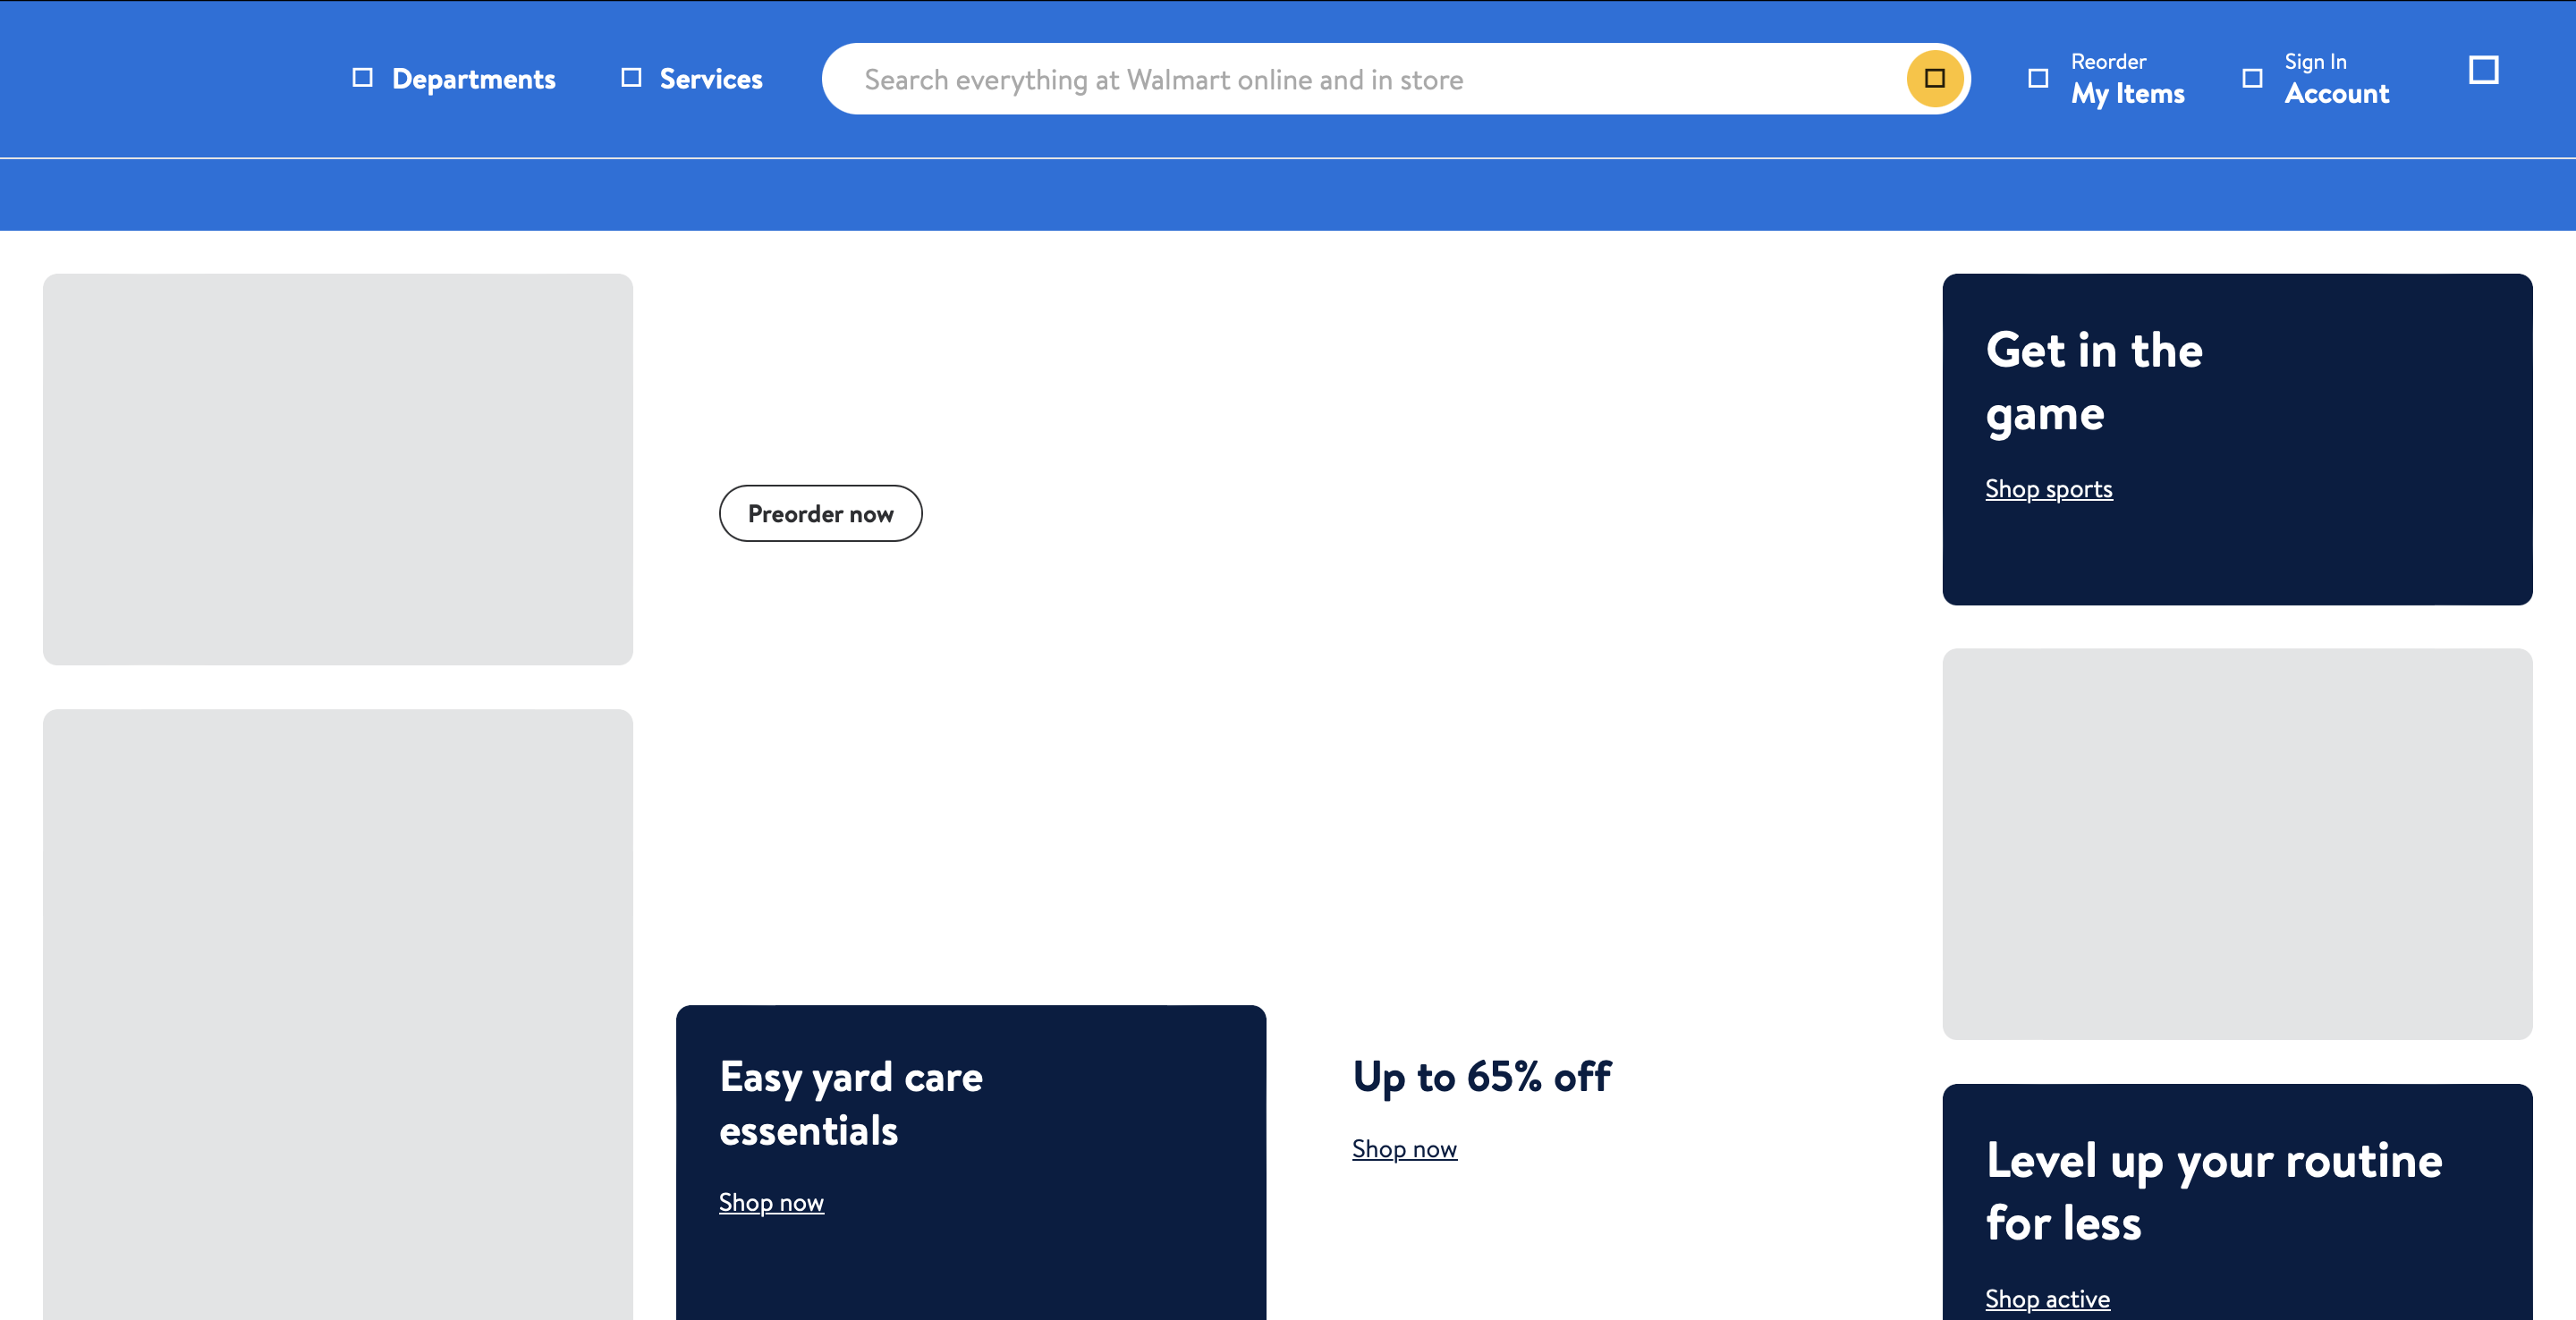 Departments
Services
Search everything at Walmart online and in store
Reorder
My Items
Sign In
Account
Preorder now
Get in the
game
Shop sports
Easy yard care
essentials
Shop now
Up to 65% off
Shop now
Level up your routine
for less
Shop active